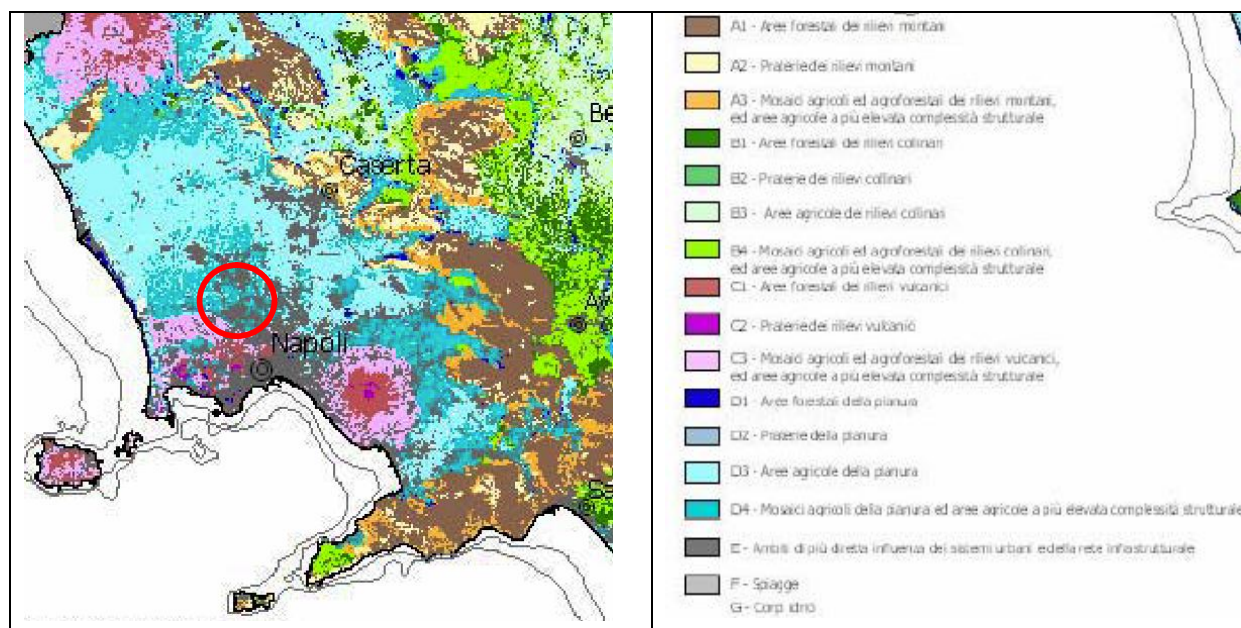 Caserta
Be
Napoli
A1 - Aree forestali dei rilievi montani
A2 - Praterie dei rilievi montani
A3 - Mosaici agricoli ed agroforestali dei rilievi montani,
ed aree agricole a più elevata complessità strutturale
B1 - Aree forestali dei rilievi collinari
B2 - Praterie dei rilievi collinari
B3 - Aree agricole dei rilievi collinari
B4 - Mosaici agricoli ed agroforestali dei rilievi collinari,
ed aree agricole a più elevata complessità strutturale
C1 - Aree forestali dei rilievi vulcanici
C2 - Praterie dei rilievi vulcanici
C3 - Mosaici agricoli ed agroforestali dei rilievi vulcanici,
ed aree agricole a più elevata complessità strutturale
D1 - Aree forestali della pianura
D2 - Praterie della pianura
D3 - Aree agricole della pianura
D4 - Mosaici agricoli della pianura ed aree agricole a più elevata complessità strutturale
E - Ambiti di più diretta influenza dei sistemi urbani e della rete infrastrutturale
F - Spiagge
G - Corpi idrici